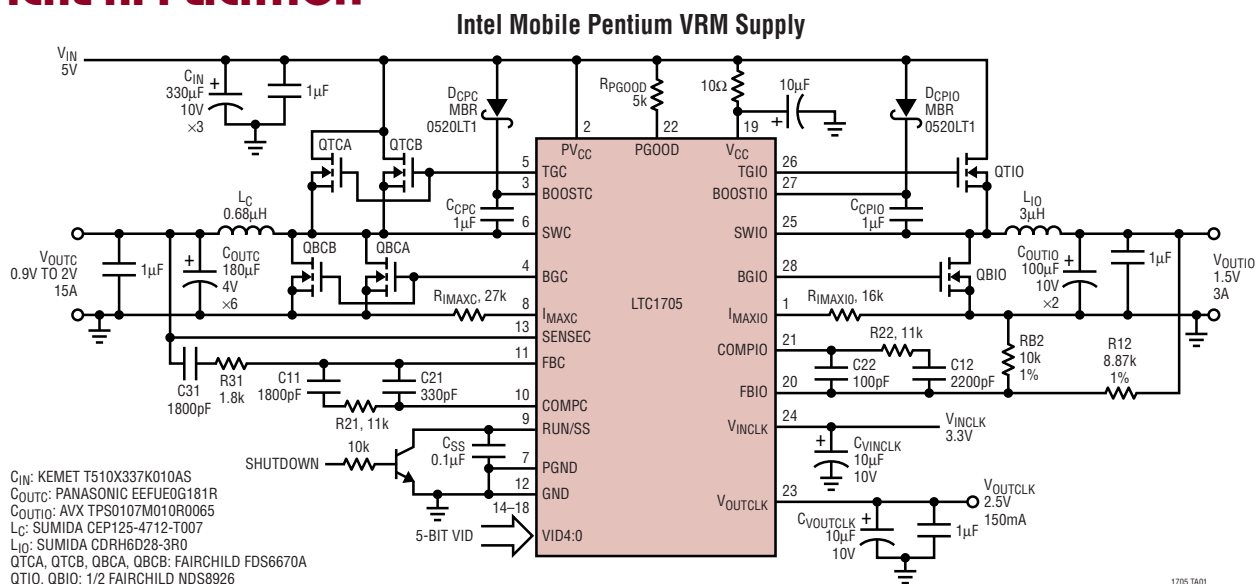 Intel Mobile Pentium VRM Supply
VIN
5V
CIN
330µF
10V
×3
+
1µF
DCPC
MBR
0520LT1
RPGOOD
5k
10Ω
10µF
+
DCPIO
MBR
0520LT1
2
22
19
PVCC
PGOOD
VCC
QTCA
QTCB
5
TGC
3
BOOSTC
CCPC
1µF
6
SWC
LC
0.68µH
QBCB
QBCA
4
BGC
VOUTC
0.9V TO 2V
15A
1µF
+
COUTC
180µF
4V
×6
RIMAXC, 27k
8
IMAXC
13
SENSEC
11
FBC
C31
1800pF
R31
1.8k
C11
1800pF
C21
330pF
R21, 11k
10
COMPC
9
RUN/SS
SHUTDOWN
10k
CSS
0.1µF
7
PGND
12
GND
14–18
5-BIT VID
VID4:0
LTC1705
TGIO
26
QTIO
BOOSTIO
27
CCPIO
1µF
SWIO
25
LIO
3µH
BGIO
28
QBIO
COUTIO
100µF
10V
×2
+
1µF
VOUTIO
1.5V
3A
IMAXIO
1
RIMAXIO, 16k
COMPIO
21
R22, 11k
C22
100pF
C12
2200pF
RB2
10k
1%
R12
8.87k
1%
FBIO
20
VINCLK
24
VINCLK
3.3V
+
CVINCLK
10µF
10V
VOUTCLK
23
VOUTCLK
2.5V
150mA
CVOUTCLK
10µF
10V
+
1µF
CIN: KEMET T510X337K010AS
COUTC: PANASONIC EEFUE0G181R
COUTIO: AVX TPS0107M010R0065
LC: SUMIDA CEP125-4712-T007
LIO: SUMIDA CDRH6D28-3R0
QTCA, QTCB, QBCA, QBCB: FAIRCHILD FDS6670A
QTIO, QBIO: 1/2 FAIRCHILD NDS8926
1705 TA01